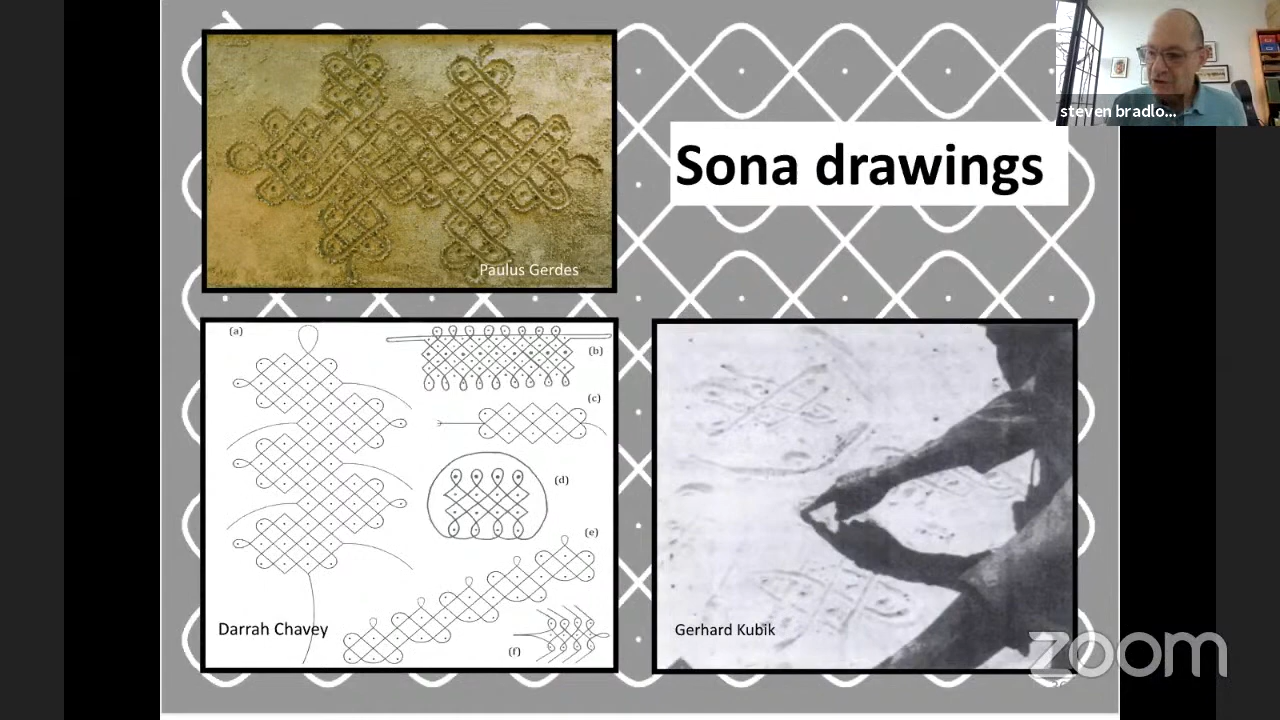 steven bradlo...
Sona drawings
Paulus Gerdes
(a)
(b)
(c)
(d)
(e)
(f)
Darrah Chavey
Gerhard Kubik
zoom